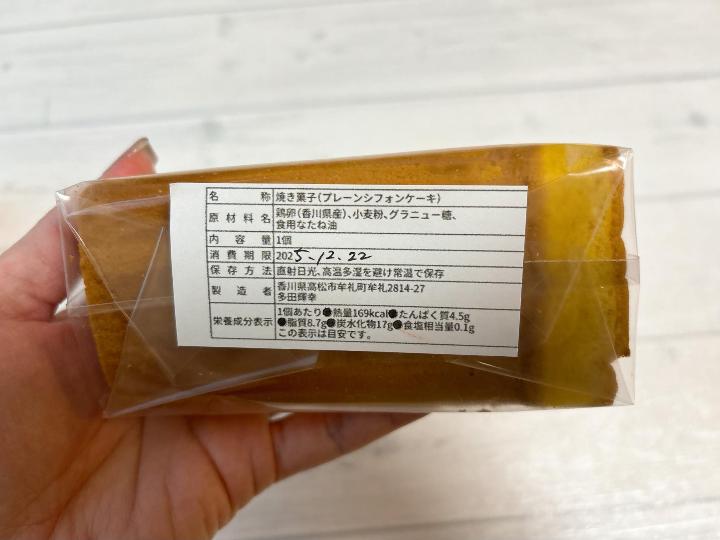 名称 焼き菓子(プレーンシフォンケーキ)
原材料名 鶏卵(香川県産)、小麦粉、グラニュー糖、
食用なたね油
内容量 1個
消費期限 2025.12.22
保存方法 直射日光、高温多湿を避け常温で保存
製造者 香川県高松市牟礼町牟礼2814-27
多田輝幸
栄養成分表示 1個あたり●熱量169kcal●たんぱく質4.5g
●脂質8.7g●炭水化物17g●食塩相当量0.1g
この表示は目安です。